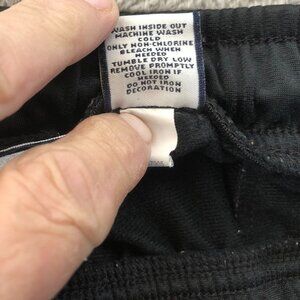 WASH INSIDE OUT
MACHINE WASH
COLD
ONLY NON-CHLORINE
BLEACH WHEN
NEEDED
TUMBLE DRY LOW
REMOVE PROMPTLY
COOL IRON IF
NEEDED
DO NOT IRON
DECORATION